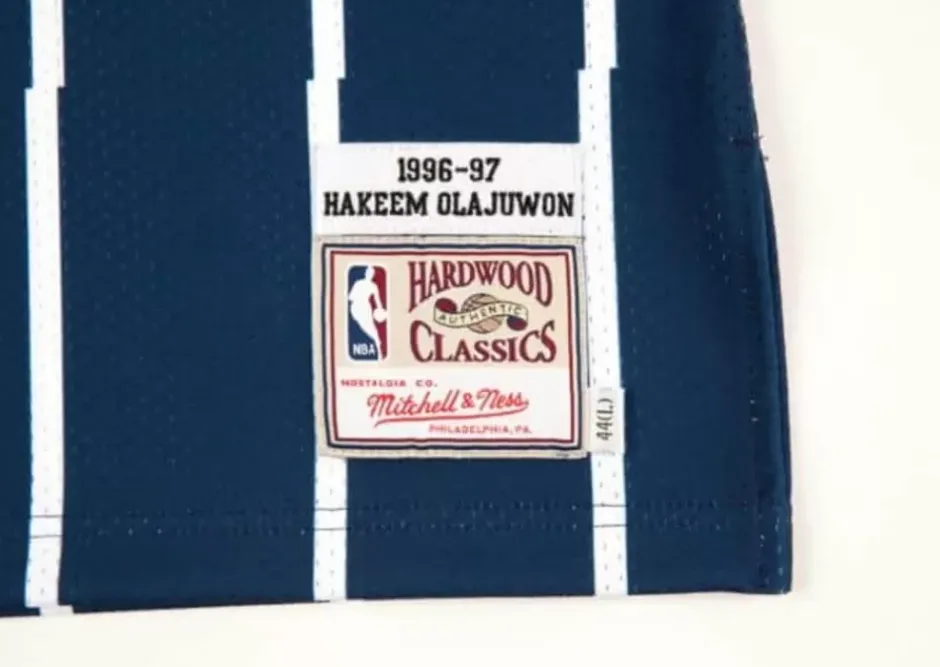 1996-97
HAKEEM OLAJUWON
HARDWOOD
AUTHENTIC
CLASSICS
NBA
NOSTALGIA CO.
Mitchell & Ness
PHILADELPHIA, PA.
44(L)